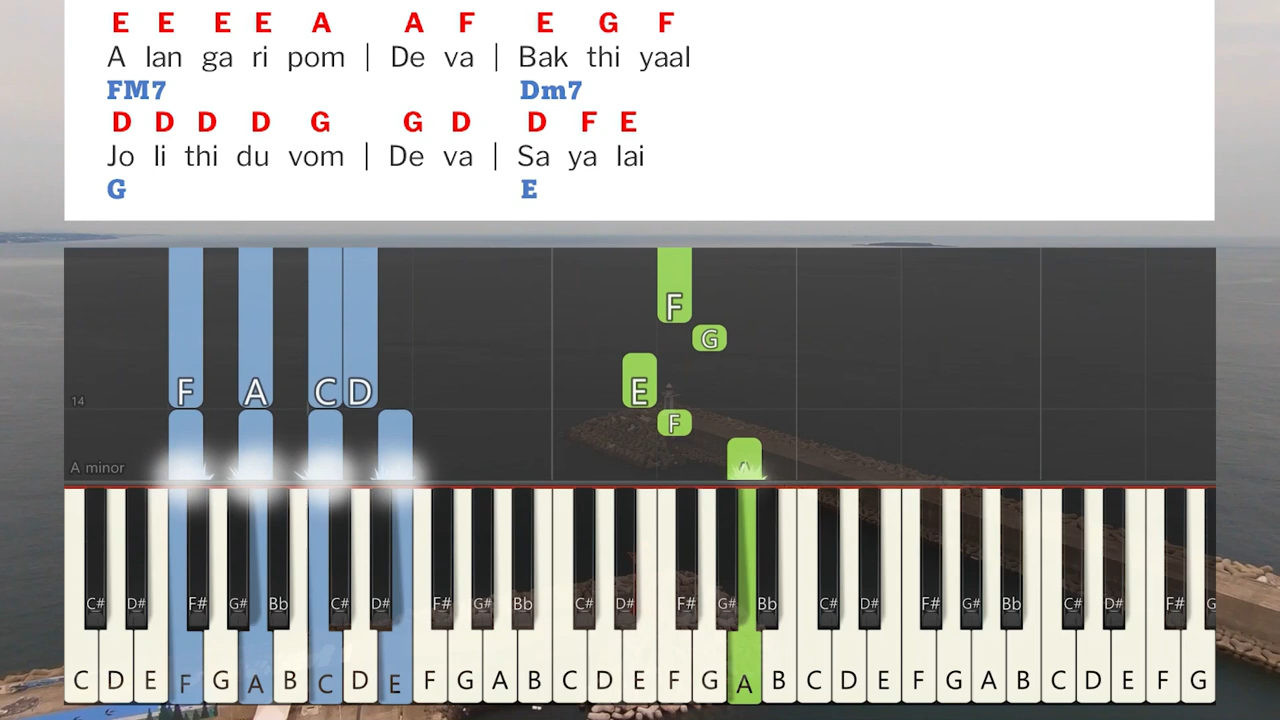 E E E E A A F E G F
A lan ga ri pom | De va | Bak thi yaal
FM7 Dm7
D D D D G G D D F E
Jo li thi du vom | De va | Sa ya lai
G E
F
G
F A C D E
14
F
A minor
A
C# D# F# G# Bb C# D# F# G# Bb C# D# F# G# Bb C# D# F# G# Bb C# D# F# G
C D E F G A B C D E F G A B C D E F G A B C D E F G A B C D E F G